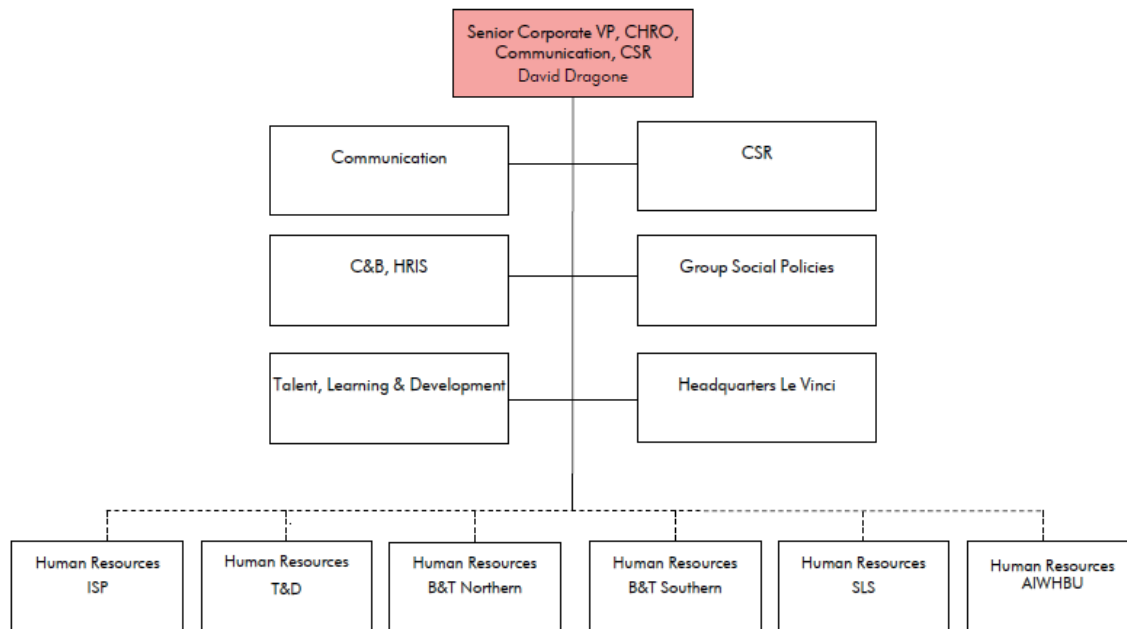 Senior Corporate VP, CHRO,
Communication, CSR
David Dragone
Communication
CSR
C&B, HRIS
Group Social Policies
Talent, Learning & Development
Headquarters Le Vinci
Human Resources
ISP
Human Resources
T&D
Human Resources
B&T Northern
Human Resources
B&T Southern
Human Resources
SLS
Human Resources
AIWHBU